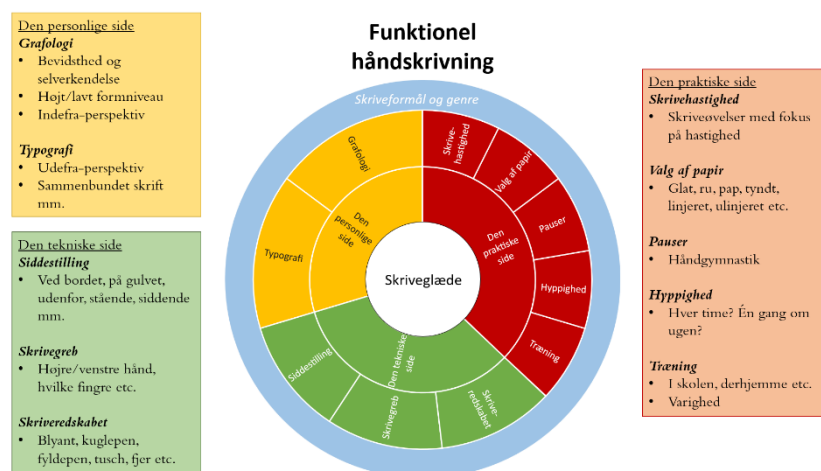 Funktionel
håndskrivning
Den personlige side
Grafologi
• Bevidsthed og
selverkendelse
• Højt/lavt formniveau
• Indefra-perspektiv
Typografi
• Udefra-perspektiv
• Sammenbundet skrift
mm.
Den tekniske side
Siddestilling
• Ved bordet, på gulvet,
udenfor, stående, siddende
mm.
Skrivegreb
• Højre/venstre hånd,
hvilke fingre etc.
Skriveredskabet
• Blyant, kuglepen,
fyldepen, tusch, fjer etc.
Skriveformål og genre
Grafologi
Typografi
Den
personlige
side
Skrive-
hastighed
Valg af papir
Pauser
Hyppighed
Træning
Den
praktiske
side
Skriveglæde
Den tekniske
side
Siddestilling
Skrivegreb
Skrive-
redskabet
Den praktiske side
Skrivehastighed
• Skriveøvelser med fokus
på hastighed
Valg af papir
• Glat, ru, pap, tyndt,
linjeret, ulinjeret etc.
Pauser
• Håndgymnastik
Hyppighed
• Hver time? Én gang om
ugen?
Træning
• I skolen, derhjemme etc.
• Varighed